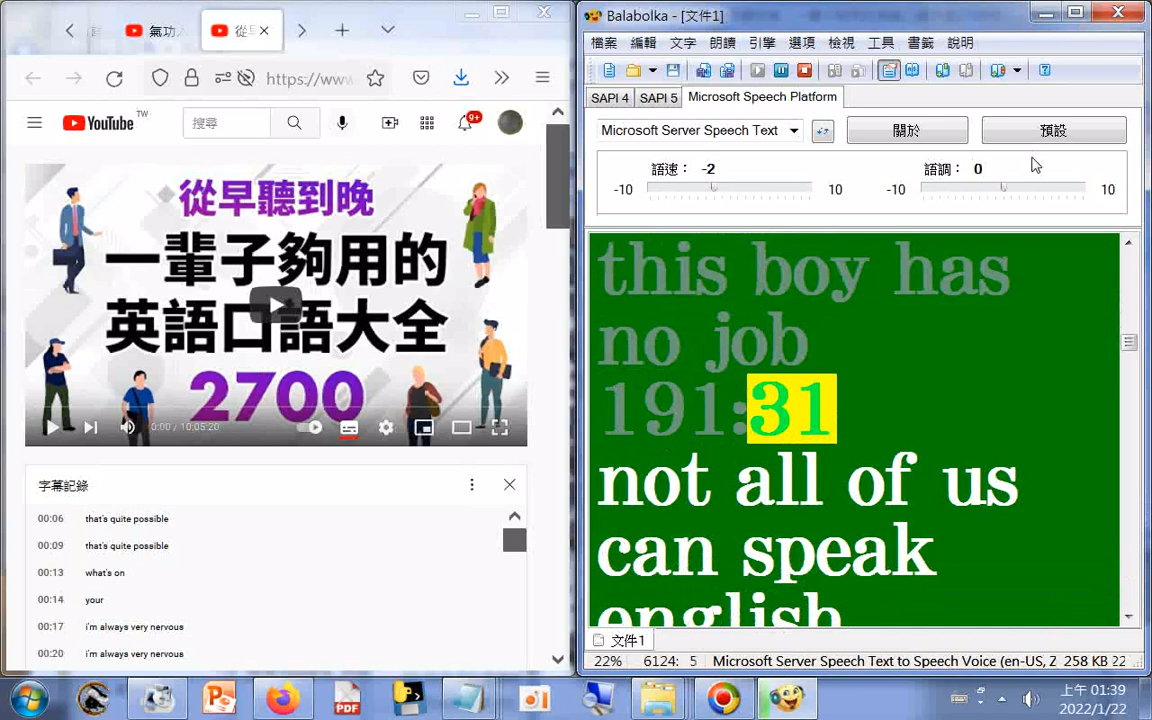 氣功
從
https://www
YouTube TW
搜尋
9+
從早聽到晚
一輩子夠用的
英語口語大全
2700
0:00 / 10:05:20
字幕記錄
00:06 that's quite possible
00:09 that's quite possible
00:13 what's on
00:14 your
00:17 i'm always very nervous
00:20 i'm always very nervous
Balabolka - [文件1]
檔案 編輯 文字 朗讀 引擎 選項 檢視 工具 書籤 說明
SAPI 4 SAPI 5 Microsoft Speech Platform
Microsoft Server Speech Text 關於 預設
語速： -2 語調： 0
-10 10 -10 10
this boy has
no job
191:31
not all of us
can speak
english
文件1
22% 6124: 5 Microsoft Server Speech Text to Speech Voice (en-US, Z 258 KB 22
PDF
上午 01:39
2022/1/22